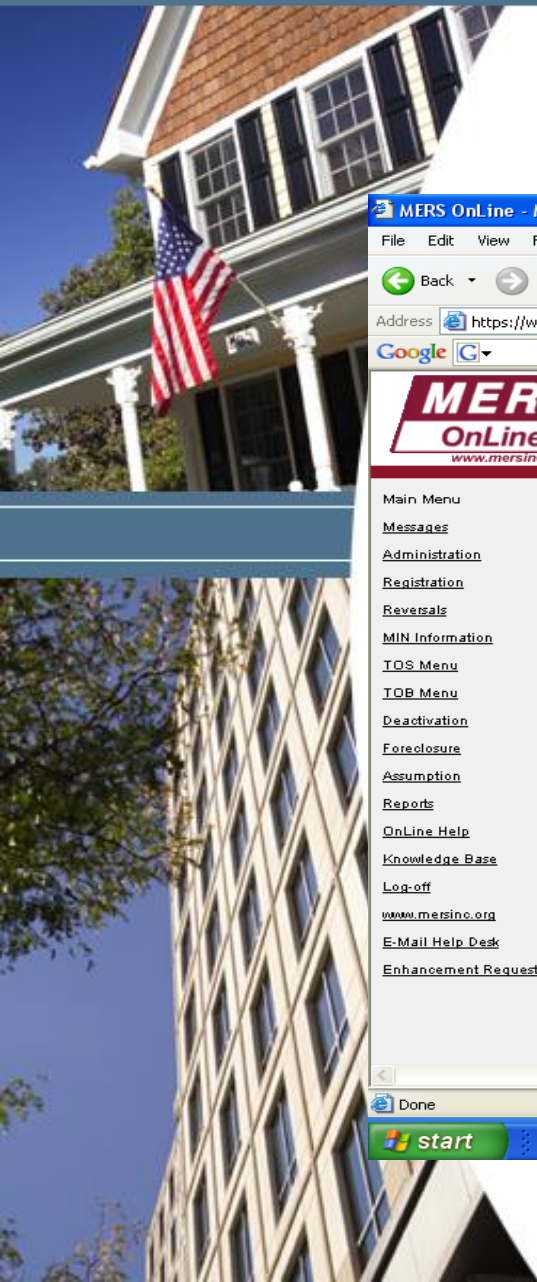 MERS OnLine -
File Edit View
Back
Address https://w
Google G
MER
OnLine
www.mersin
Main Menu
Messages
Administration
Registration
Reversals
MIN Information
TOS Menu
TOB Menu
Deactivation
Foreclosure
Assumption
Reports
OnLine Help
Knowledge Base
Log-off
www.mersinc.org
E-Mail Help Desk
Enhancement Request
Done
start